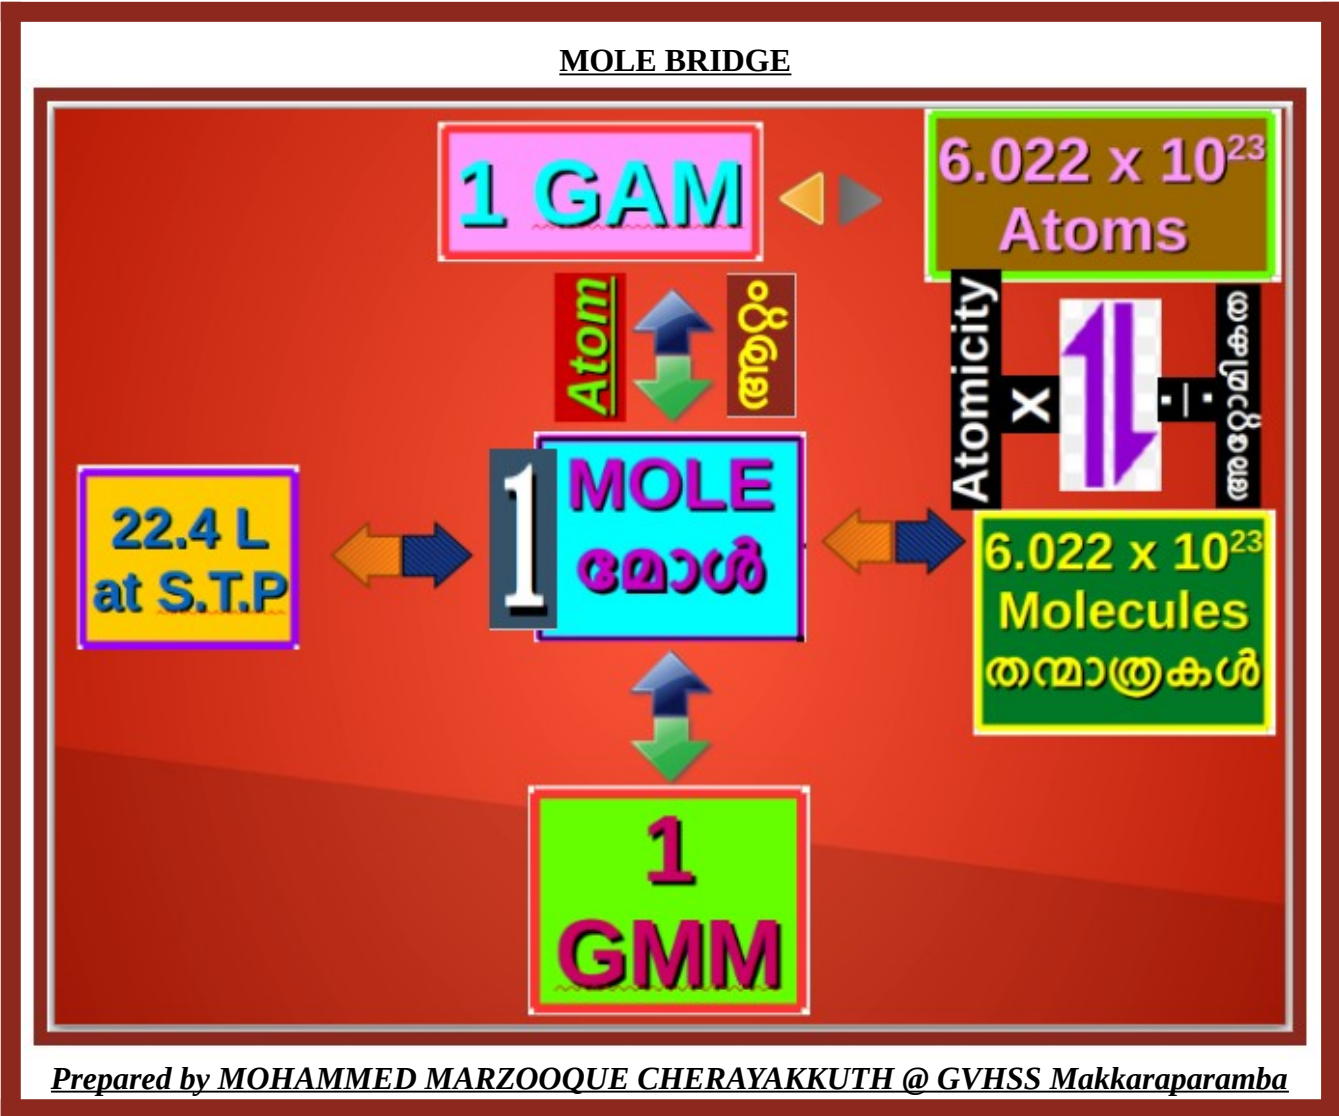 MOLE BRIDGE
1 GAM
6.022 x 10²³
Atoms
Atom
ആറ്റം
Atomicity
X
÷
അറ്റോമികത
1
MOLE
മോൾ
22.4 L
at S.T.P
6.022 x 10²³
Molecules
തന്മാത്രകൾ
1
GMM
Prepared by MOHAMMED MARZOOQUE CHERAYAKKUTH @ GVHSS Makkaraparamba